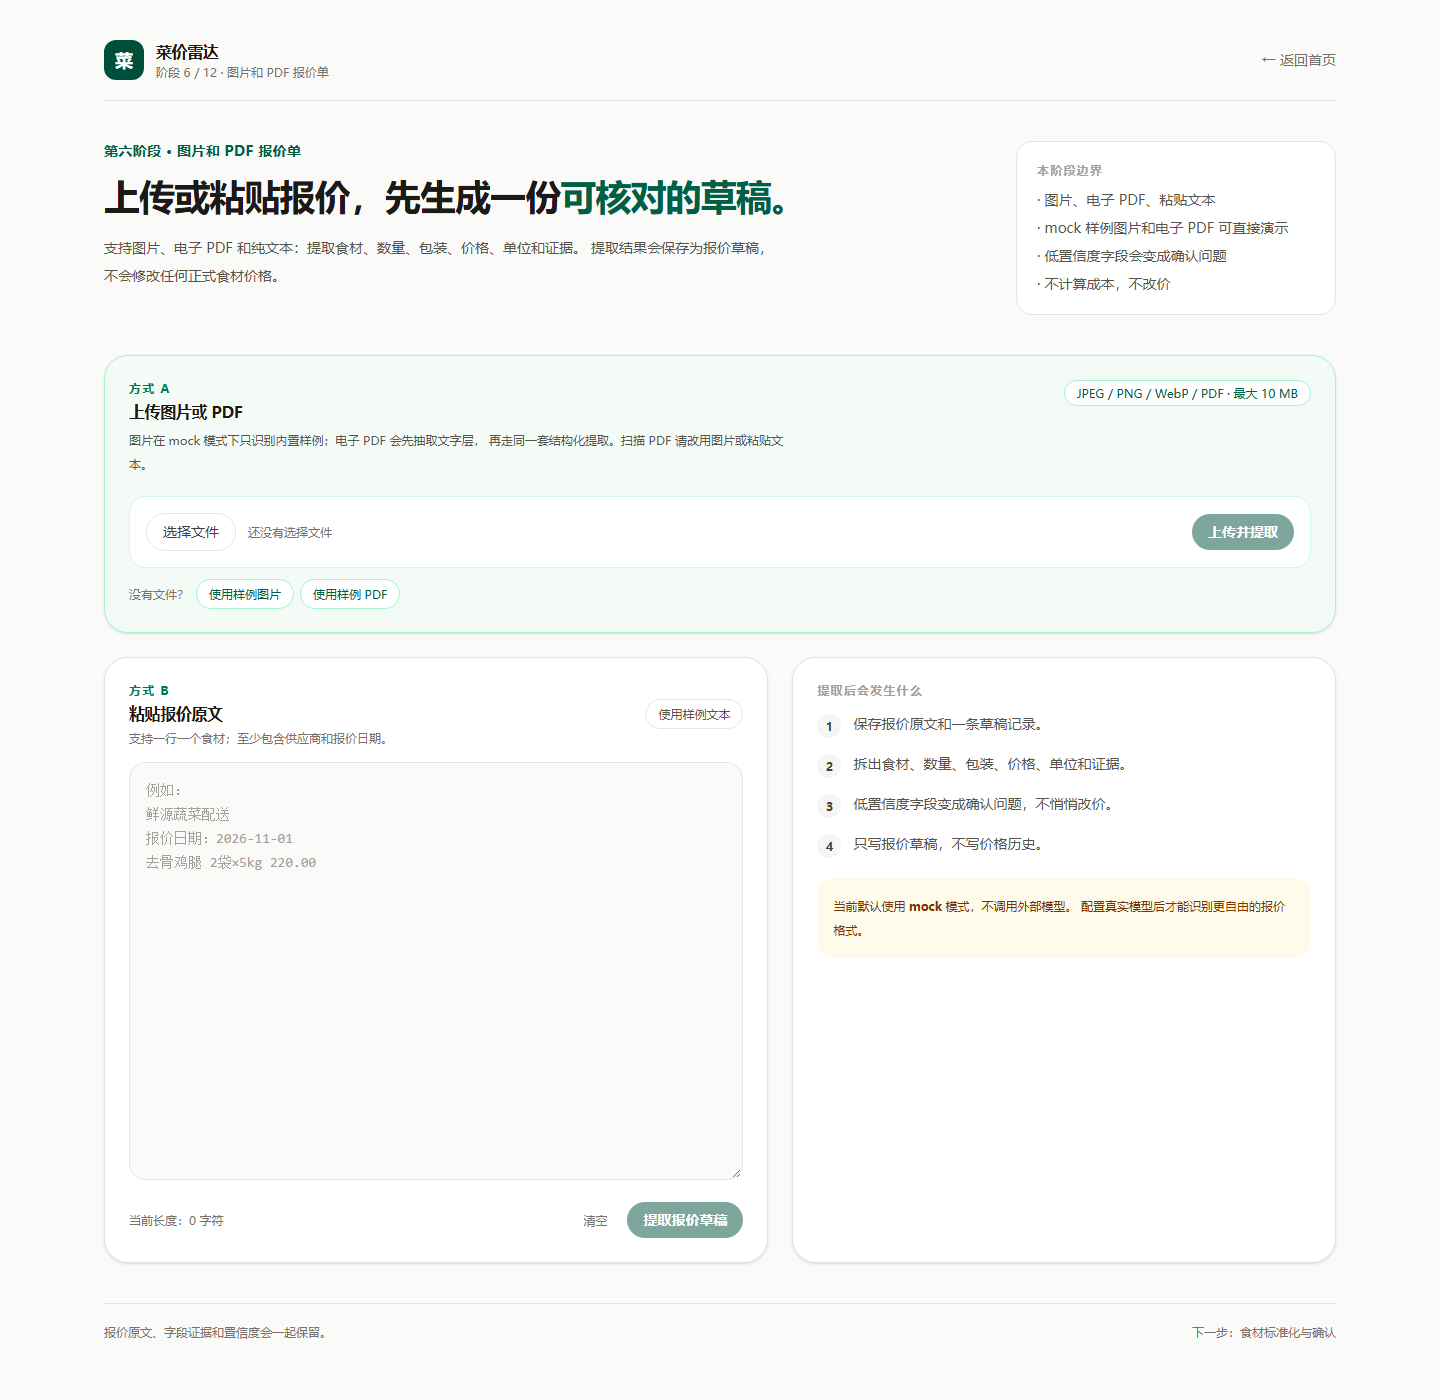 菜
菜价雷达
阶段 6 / 12 · 图片和 PDF 报价单
← 返回首页
第六阶段 • 图片和 PDF 报价单
上传或粘贴报价，先生成一份可核对的草稿。
支持图片、电子 PDF 和纯文本：提取食材、数量、包装、价格、单位和证据。 提取结果会保存为报价草稿，
不会修改任何正式食材价格。
本阶段边界
· 图片、电子 PDF、粘贴文本
· mock 样例图片和电子 PDF 可直接演示
· 低置信度字段会变成确认问题
· 不计算成本，不改价
方式 A
上传图片或 PDF
JPEG / PNG / WebP / PDF · 最大 10 MB
图片在 mock 模式下只识别内置样例；电子 PDF 会先抽取文字层， 再走同一套结构化提取。扫描 PDF 请改用图片或粘贴文
本。
选择文件
还没有选择文件
上传并提取
没有文件？
使用样例图片
使用样例 PDF
方式 B
粘贴报价原文
支持一行一个食材；至少包含供应商和报价日期。
使用样例文本
例如：
鲜源蔬菜配送
报价日期：2026-11-01
去骨鸡腿 2袋×5kg 220.00
当前长度：0 字符
清空
提取报价草稿
提取后会发生什么
1 保存报价原文和一条草稿记录。
2 拆出食材、数量、包装、价格、单位和证据。
3 低置信度字段变成确认问题，不悄悄改价。
4 只写报价草稿，不写价格历史。
当前默认使用 mock 模式，不调用外部模型。 配置真实模型后才能识别更自由的报价
格式。
报价原文、字段证据和置信度会一起保留。
下一步：食材标准化与确认